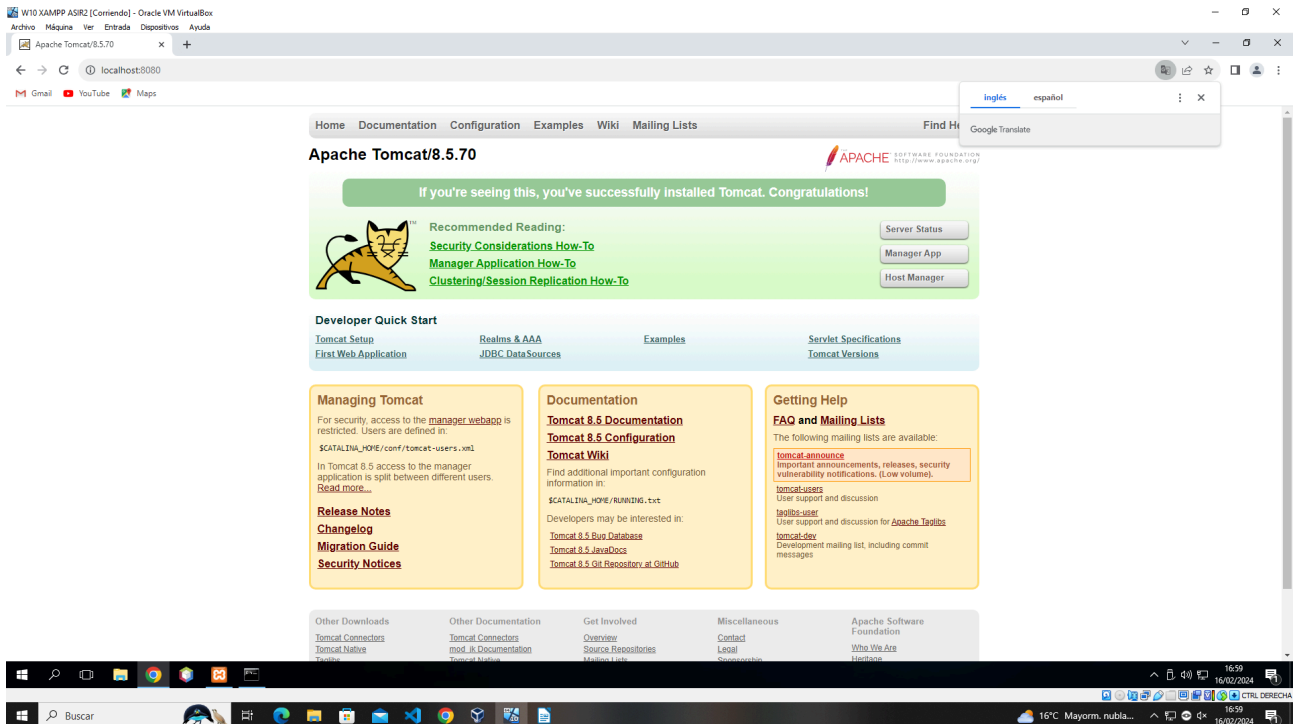 W10 XAMPP ASIR2 [Corriendo] - Oracle VM VirtualBox
Archivo Máquina Ver Entrada Dispositivos Ayuda
Apache Tomcat/8.5.70
localhost:8080
Gmail YouTube Maps
inglés español
Google Translate
Home Documentation Configuration Examples Wiki Mailing Lists Find He
Apache Tomcat/8.5.70
APACHE SOFTWARE FOUNDATION
http://www.apache.org/
If you're seeing this, you've successfully installed Tomcat. Congratulations!
TM
Recommended Reading:
Security Considerations How-To
Manager Application How-To
Clustering/Session Replication How-To
Server Status
Manager App
Host Manager
Developer Quick Start
Tomcat Setup
First Web Application
Realms & AAA
JDBC DataSources
Examples
Servlet Specifications
Tomcat Versions
Managing Tomcat
For security, access to the manager webapp is
restricted. Users are defined in:
$CATALINA_HOME/conf/tomcat-users.xml
In Tomcat 8.5 access to the manager
application is split between different users.
Read more...
Release Notes
Changelog
Migration Guide
Security Notices
Documentation
Tomcat 8.5 Documentation
Tomcat 8.5 Configuration
Tomcat Wiki
Find additional important configuration
information in:
$CATALINA_HOME/RUNNING.txt
Developers may be interested in:
Tomcat 8.5 Bug Database
Tomcat 8.5 JavaDocs
Tomcat 8.5 Git Repository at GitHub
Getting Help
FAQ and Mailing Lists
The following mailing lists are available:
tomcat-announce
Important announcements, releases, security
vulnerability notifications. (Low volume).
tomcat-users
User support and discussion
taglibs-user
User support and discussion for Apache Taglibs
tomcat-dev
Development mailing list, including commit
messages
Other Downloads
Tomcat Connectors
Tomcat Native
Taglibs
Other Documentation
Tomcat Connectors
mod_jk Documentation
Tomcat Native
Get Involved
Overview
Source Repositories
Mailing Lists
Miscellaneous
Contact
Legal
Sponsorship
Apache Software
Foundation
Who We Are
Heritage
16:59
16/02/2024
CTRL DERECHA
Buscar
16°C Mayorm. nubla...
16:59
16/02/2024